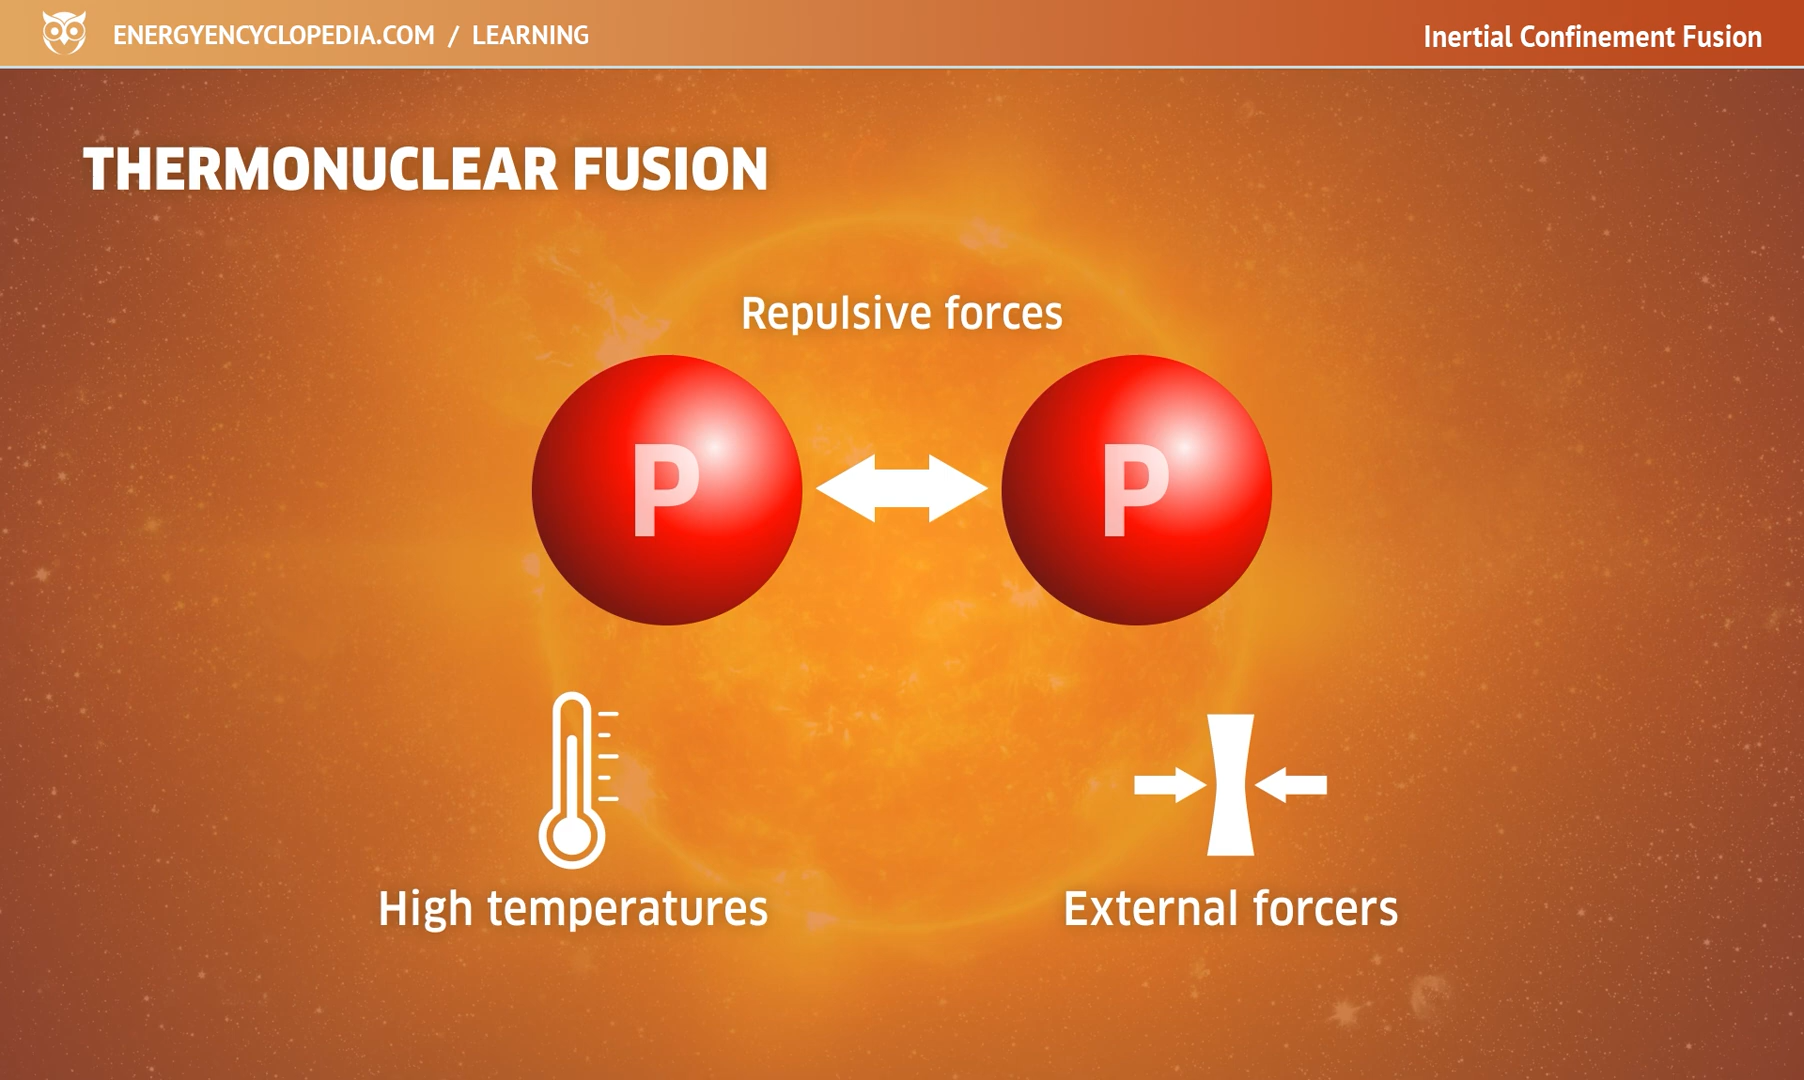 ENERGYENCYCLOPEDIA.COM / LEARNING
Inertial Confinement Fusion
THERMONUCLEAR FUSION
Repulsive forces
P P
High temperatures
External forcers